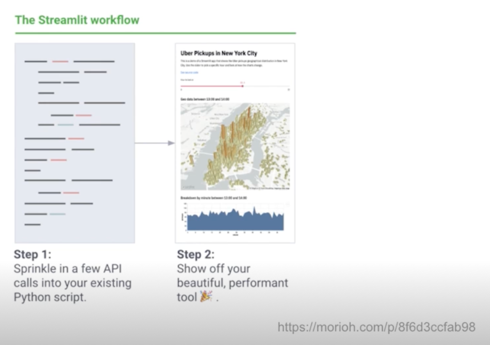 The Streamlit workflow
Uber Pickups in New York City
Step 1:
Sprinkle in a few API
calls into your existing
Python script.
Step 2:
Show off your
beautiful, performant
tool 🎉 .
https://morioh.com/p/8f6d3ccfab98